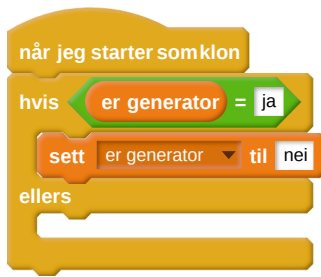 når jeg starter som klon
hvis er generator = ja
sett er generator til nei
ellers